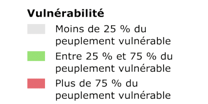 Vulnérabilité
Moins de 25 % du
peuplement vulnérable
Entre 25 % et 75 % du
peuplement vulnérable
Plus de 75 % du
peuplement vulnérable